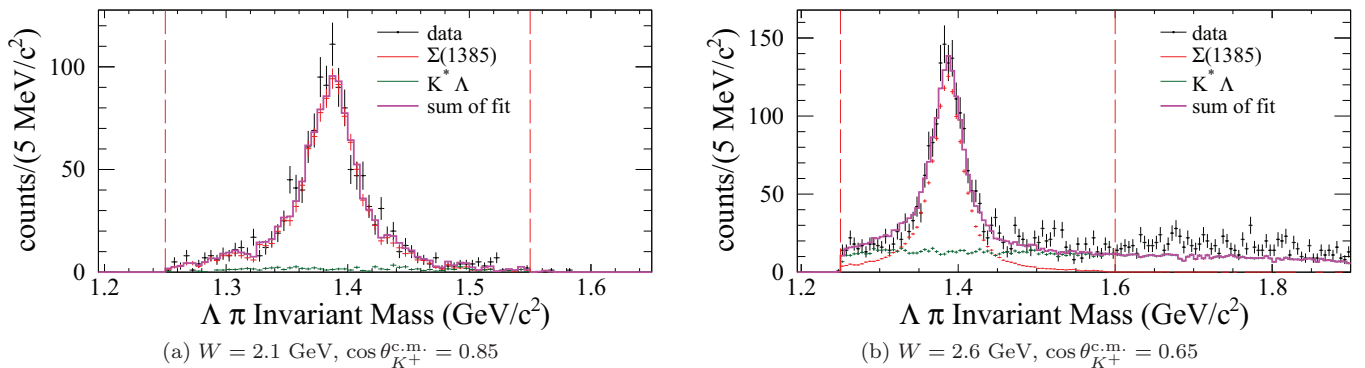 counts/(5 MeV/c²)
100
50
0
data
Σ(1385)
K* Λ
sum of fit
1.2 1.3 1.4 1.5 1.6
Λ π Invariant Mass (GeV/c²)
(a) W = 2.1 GeV, cos θ_{K⁺}^{c.m.} = 0.85
counts/(5 MeV/c²)
150
100
50
0
data
Σ(1385)
K* Λ
sum of fit
1.2 1.4 1.6 1.8
Λ π Invariant Mass (GeV/c²)
(b) W = 2.6 GeV, cos θ_{K⁺}^{c.m.} = 0.65